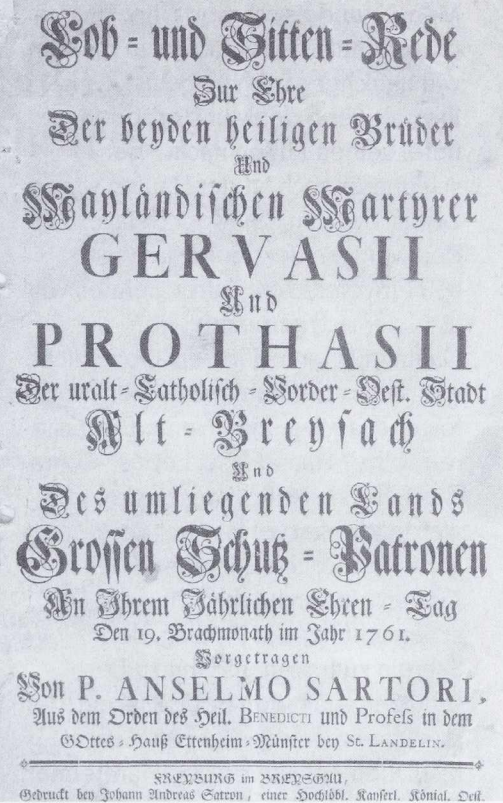 Lob - und Sitten - Rede
Zur Ehre
Der beyden heiligen Brüder
Und
Mayländischen Martyrer
GERVASII
Und
PROTHASII
Der uralt-Catholisch-Vorder-Oest. Stadt
Alt - Breysach
Und
Des umliegenden Lands
Grossen Schutz - Patronen
An Ihrem Jährlichen Ehren - Tag
Den 19. Brachmonath im Jahr 1761.
Vorgetragen
Von P. ANSELMO SARTORI,
Aus dem Orden des Heil. BENEDICTI und Profess in dem
GOttes-Hauß Ettenheim-Münster bey St. LANDELIN.
FREYBURG im BREYSGAU,
Gedruckt bey Johann Andreas Satron, einer Hochlöbl. Kayserl. Königl. Oest.